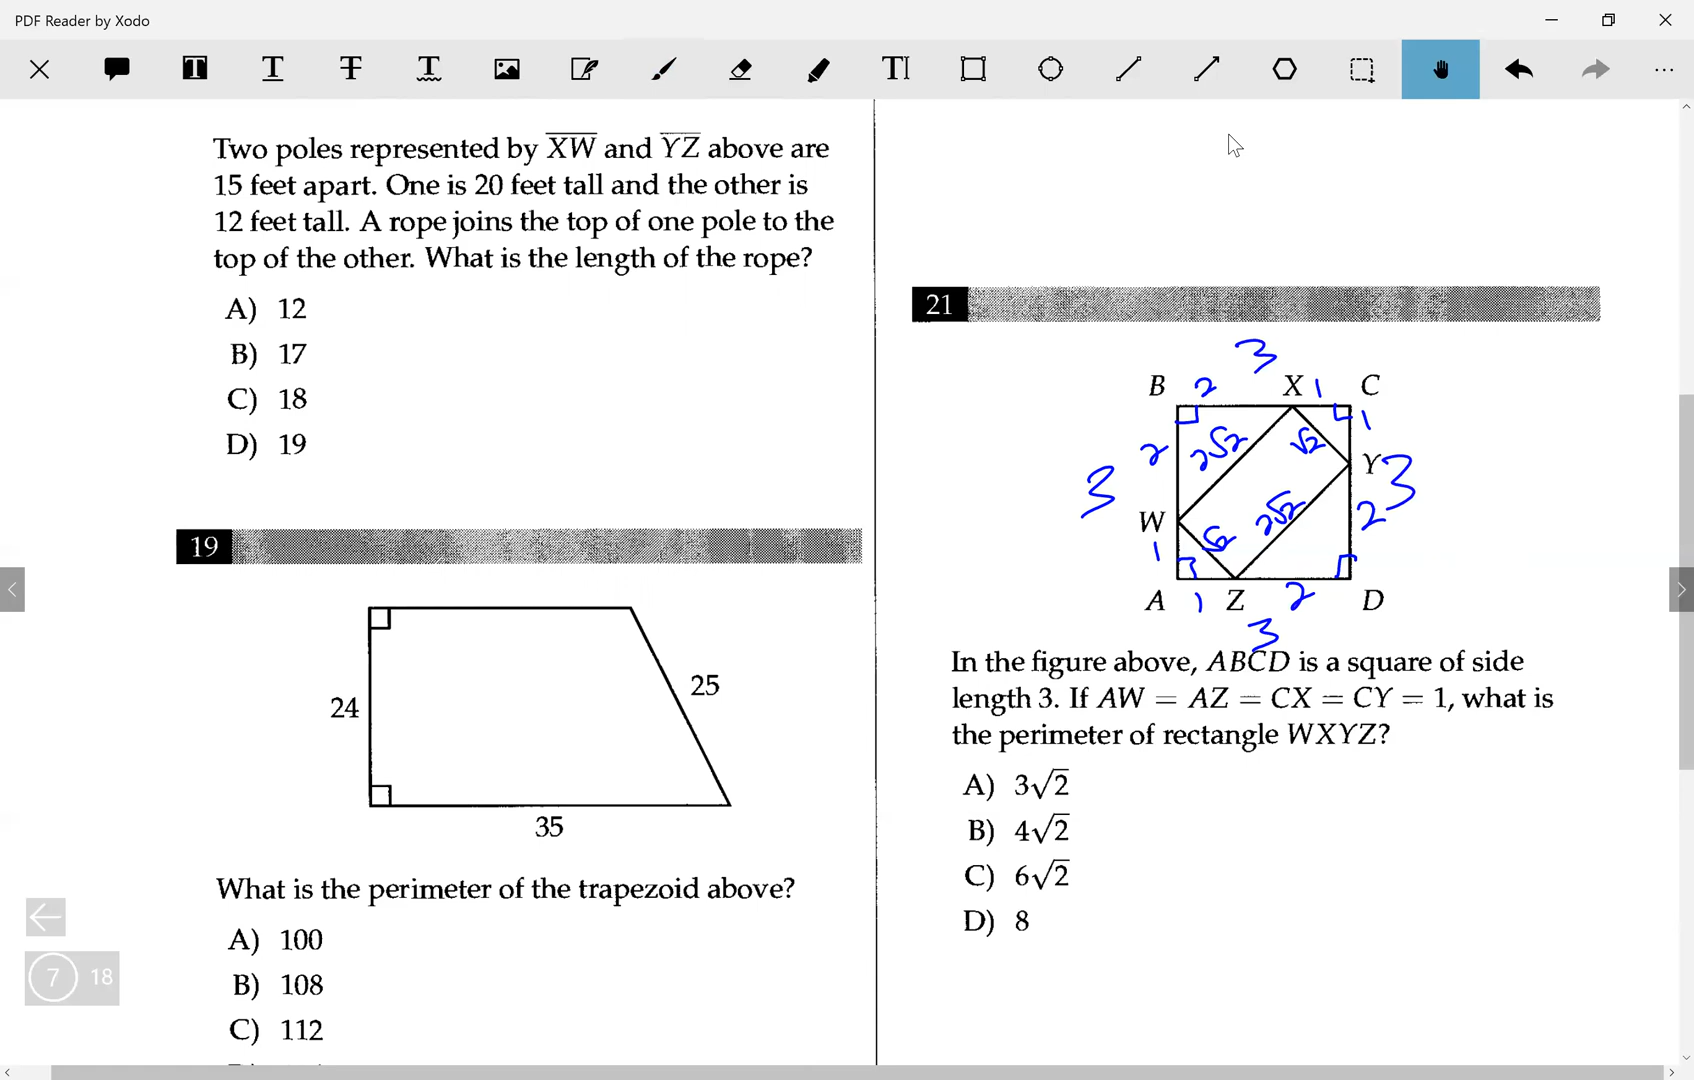 PDF Reader by Xodo
Two poles represented by XW and YZ above are
15 feet apart. One is 20 feet tall and the other is
12 feet tall. A rope joins the top of one pole to the
top of the other. What is the length of the rope?
A) 12
B) 17
C) 18
D) 19
19
24
25
35
What is the perimeter of the trapezoid above?
A) 100
B) 108
C) 112
7 18
21
3
B 2 X 1 C
1
2 2√2 √2
3 Y 3
W √2 2√2 2
1
A 1 Z 2 D
3
In the figure above, ABCD is a square of side
length 3. If AW = AZ = CX = CY = 1, what is
the perimeter of rectangle WXYZ?
A) 3√2
B) 4√2
C) 6√2
D) 8